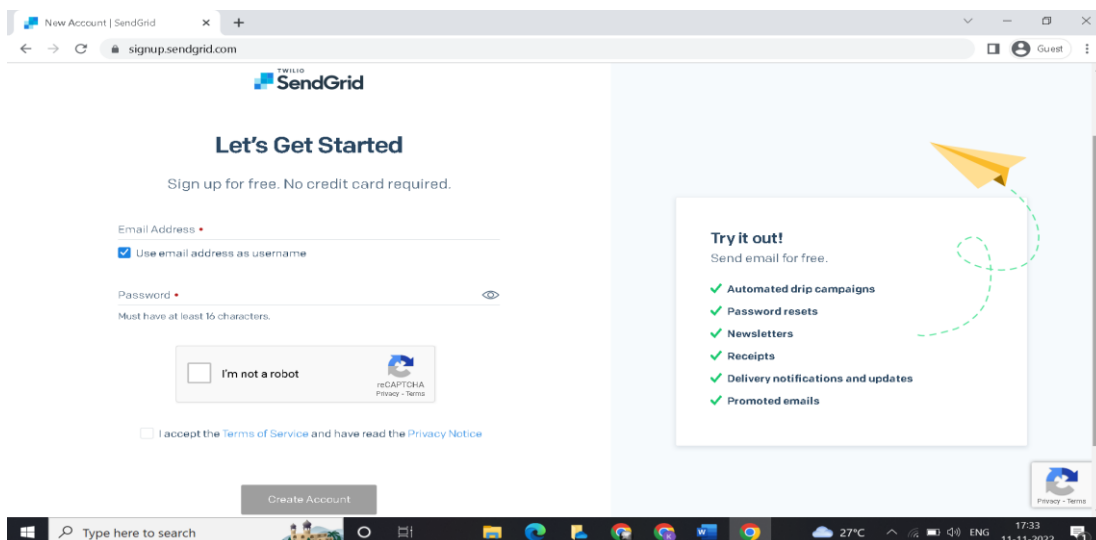 New Account | SendGrid
signup.sendgrid.com
Guest
TWILIO
SendGrid
Let's Get Started
Sign up for free. No credit card required.
Email Address •
Use email address as username
Password •
Must have at least 16 characters.
I'm not a robot
reCAPTCHA
Privacy - Terms
I accept the Terms of Service and have read the Privacy Notice
Create Account
Try it out!
Send email for free.
Automated drip campaigns
Password resets
Newsletters
Receipts
Delivery notifications and updates
Promoted emails
Privacy - Terms
Type here to search
27°C
ENG
17:33
11-11-2022